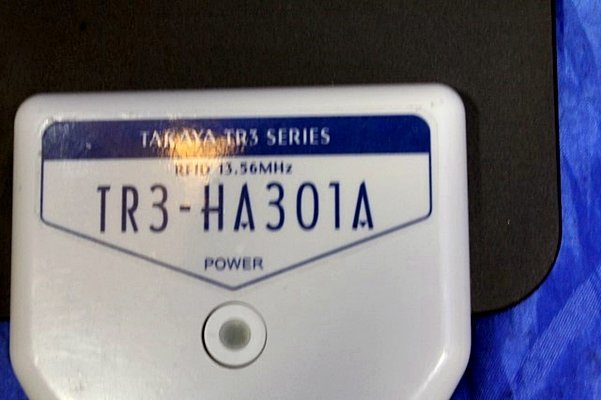 TAKAYA TR3 SERIES
RFID 13.56MHz
TR3-HA301A
POWER